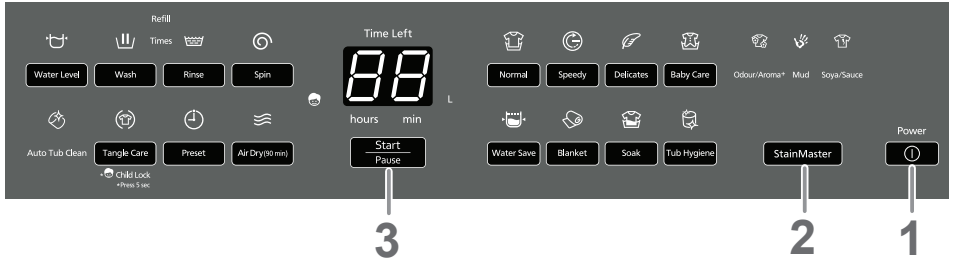 Refill
Times
Water Level
Wash
Rinse
Spin
Auto Tub Clean
Tangle Care
Preset
Air Dry(90 min)
Child Lock
*Press 5 sec
Time Left
88
L
hours min
Start
Pause
3
Normal
Speedy
Delicates
Baby Care
Odour/Aroma+ Mud Soya/Sauce
Water Save
Blanket
Soak
Tub Hygiene
StainMaster
2
Power
1